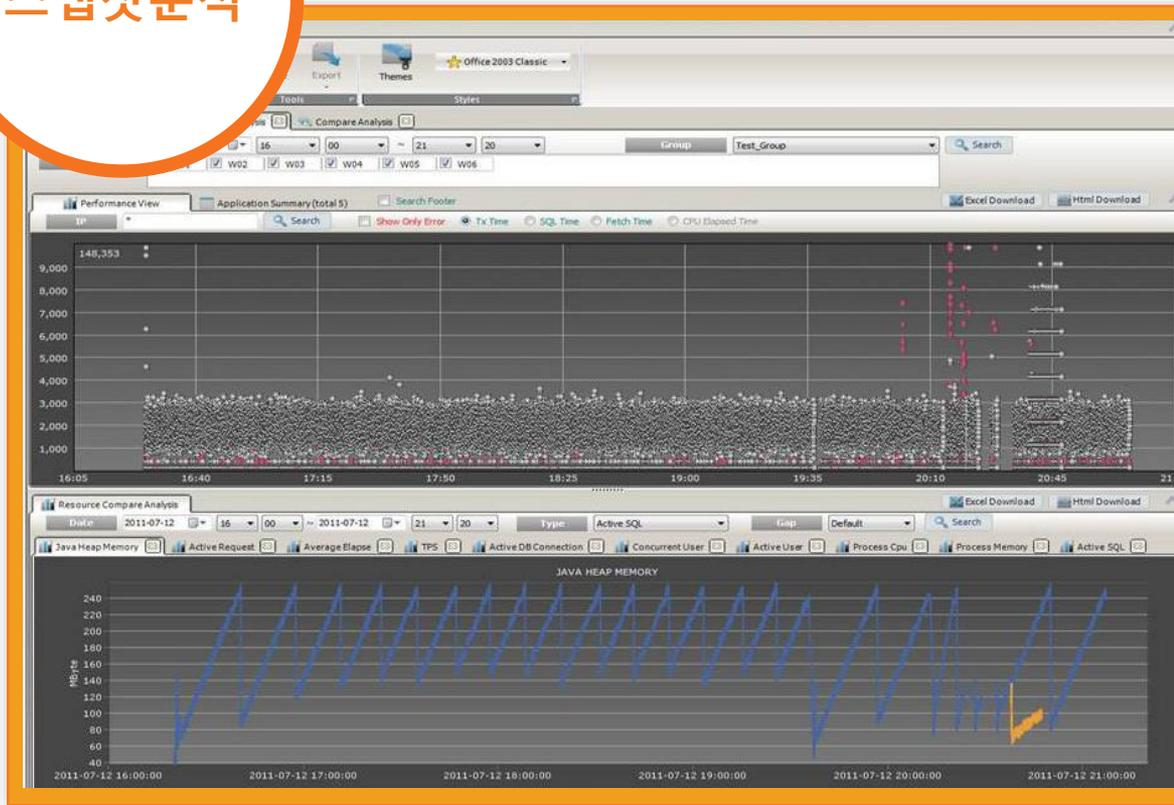 Export
Themes
Office 2003 Classic
Tools
Styles
Compare Analysis
16 00 ~ 21 20 Group Test_Group Search
W02 W03 W04 W05 W06
Performance View Application Summary (total 5) Search Footer Excel Download Html Download
IP * Search Show Only Error Tx Time SQL Time Fetch Time CPU Elapsed Time
148,353
9,000
8,000
7,000
6,000
5,000
4,000
3,000
2,000
1,000
16:05 16:40 17:15 17:50 18:25 19:00 19:35 20:10 20:45 21
Resource Compare Analysis Excel Download Html Download
Date 2011-07-12 16 00 ~ 2011-07-12 21 20 Type Active SQL Gap Default Search
Java Heap Memory Active Request Average Elapse TPS Active DB Connection Concurrent User Active User Process Cpu Process Memory Active SQL
JAVA HEAP MEMORY
MByte
240
220
200
180
160
140
120
100
80
60
40
2011-07-12 16:00:00 2011-07-12 17:00:00 2011-07-12 18:00:00 2011-07-12 19:00:00 2011-07-12 20:00:00 2011-07-12 21:00:00